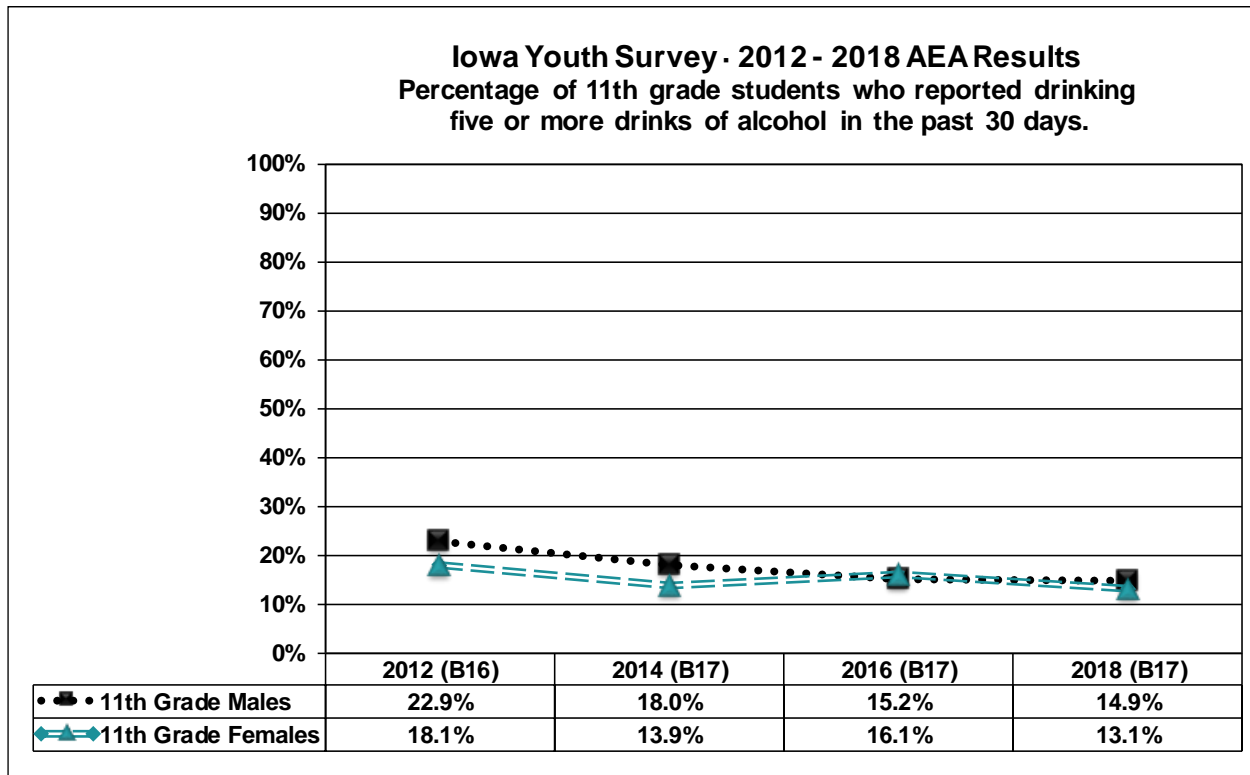 Iowa Youth Survey · 2012 - 2018 AEA Results
Percentage of 11th grade students who reported drinking
five or more drinks of alcohol in the past 30 days.
100%
90%
80%
70%
60%
50%
40%
30%
20%
10%
0%
2012 (B16) 2014 (B17) 2016 (B17) 2018 (B17)
11th Grade Males 22.9% 18.0% 15.2% 14.9%
11th Grade Females 18.1% 13.9% 16.1% 13.1%